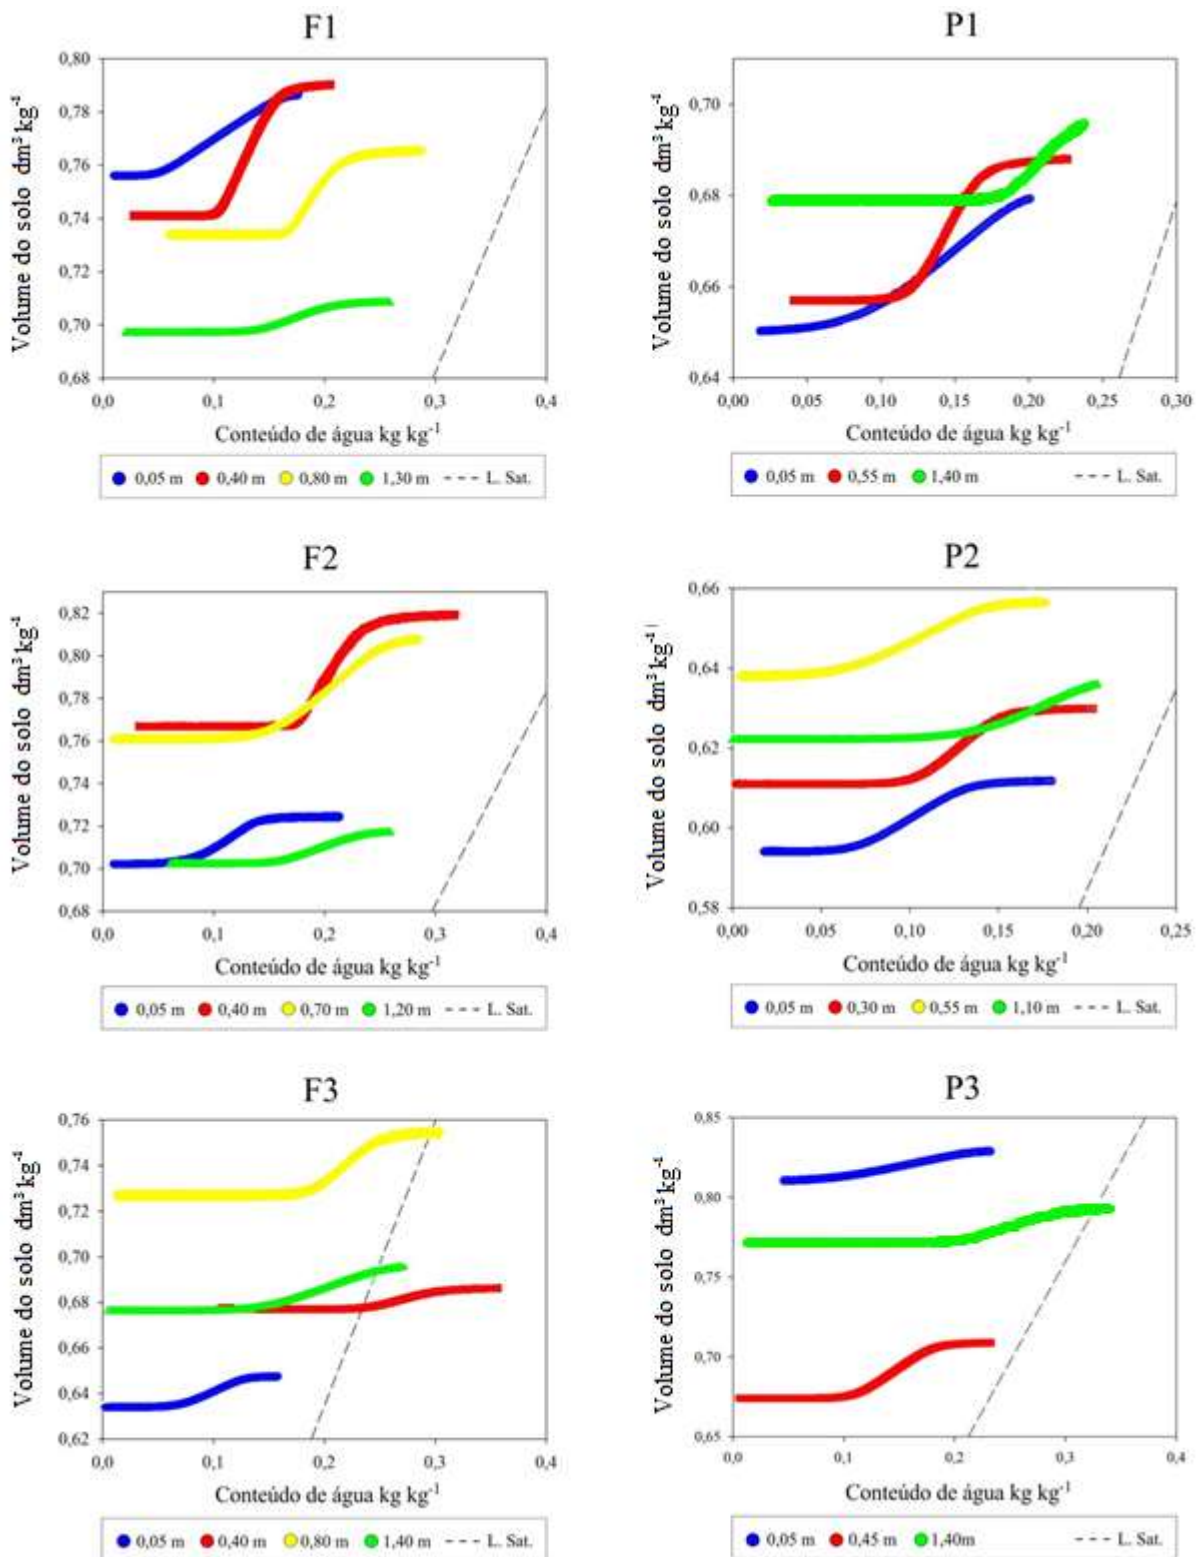 F1
Volume do solo dm³ kg⁻¹
0,80
0,78
0,76
0,74
0,72
0,70
0,68
0,0 0,1 0,2 0,3 0,4
Conteúdo de água kg kg⁻¹
0,05 m 0,40 m 0,80 m 1,30 m L. Sat.
P1
Volume do solo dm³ kg⁻¹
0,70
0,68
0,66
0,64
0,00 0,05 0,10 0,15 0,20 0,25 0,30
Conteúdo de água kg kg⁻¹
0,05 m 0,55 m 1,40 m L. Sat.
F2
Volume do solo dm³ kg⁻¹
0,82
0,80
0,78
0,76
0,74
0,72
0,70
0,68
0,0 0,1 0,2 0,3 0,4
Conteúdo de água kg kg⁻¹
0,05 m 0,40 m 0,70 m 1,20 m L. Sat.
P2
Volume do solo dm³ kg⁻¹
0,66
0,64
0,62
0,60
0,58
0,00 0,05 0,10 0,15 0,20 0,25
Conteúdo de água kg kg⁻¹
0,05 m 0,30 m 0,55 m 1,10 m L. Sat.
F3
Volume do solo dm³ kg⁻¹
0,76
0,74
0,72
0,70
0,68
0,66
0,64
0,62
0,0 0,1 0,2 0,3 0,4
Conteúdo de água kg kg⁻¹
0,05 m 0,40 m 0,80 m 1,40 m L. Sat.
P3
Volume do solo dm³ kg⁻¹
0,85
0,80
0,75
0,70
0,65
0,0 0,1 0,2 0,3 0,4
Conteúdo de água kg kg⁻¹
0,05 m 0,45 m 1,40m L. Sat.